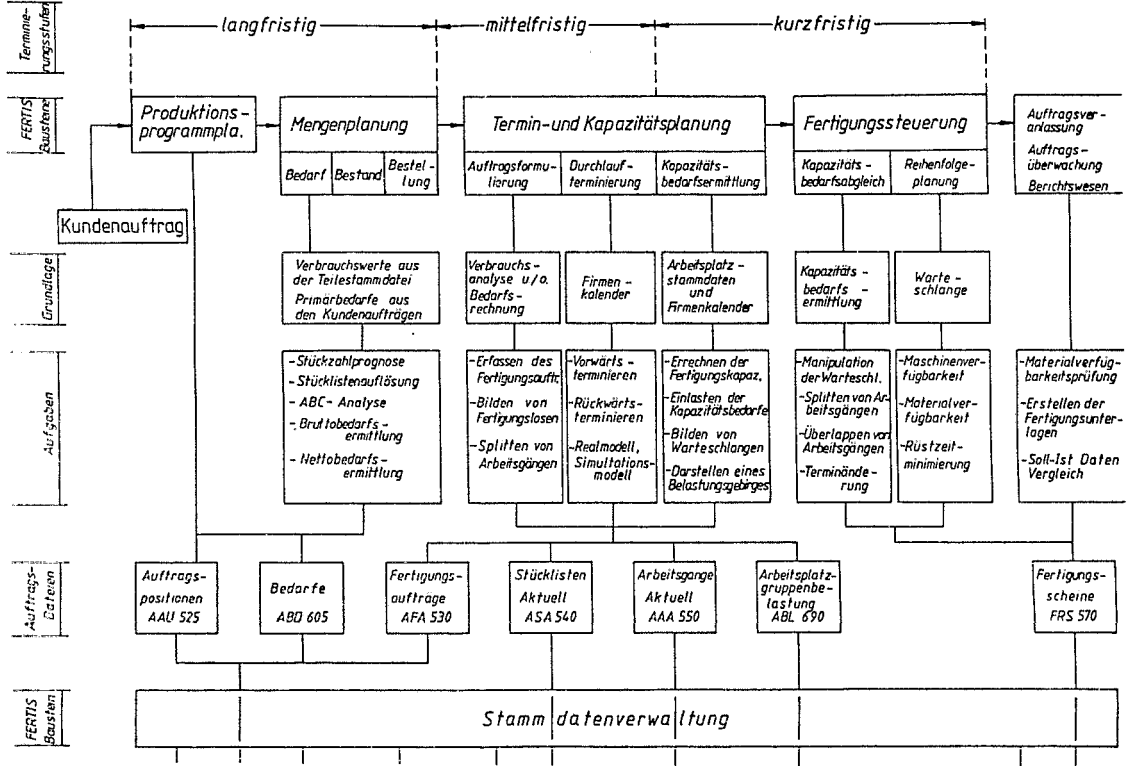 Terminie-
rungsstufen
langfristig
mittelfristig
kurzfristig
FERTIS
Bausteine
Produktions-
programmpla.
Mengenplanung
Bedarf
Bestand
Bestel-
lung
Termin-und Kapazitätsplanung
Auftragsformu-
lierung
Durchlauf-
terminierung
Kapazitäts-
bedarfsermittlung
Fertigungssteuerung
Kapazitäts-
bedarfsabgleich
Reihenfolge-
planung
Auftragsver-
anlassung
Auftrags-
überwachung
Berichtswesen
Kundenauftrag
Grundlage
Verbrauchswerte aus
der Teilestammdatei
Primärbedarfe aus
den Kundenaufträgen
Verbrauchs-
analyse u/o.
Bedarfs-
rechnung
Firmen-
kalender
Arbeitsplatz-
stammdaten
und
Firmenkalender
Kapazitäts-
bedarfs-
ermittlung
Warte-
schlange
Aufgaben
-Stückzahlprognose
-Stücklistenauflösung
-ABC-Analyse
-Bruttobedarfs-
ermittlung
-Nettobedarfs-
ermittlung
-Erfassen des
Fertigungsauftr.
-Bilden von
Fertigungslosen
-Splitten von
Arbeitsgängen
-Vorwärts-
terminieren
-Rückwärts-
terminieren
-Realmodell,
Simultations-
modell
-Errechnen der
Fertigungskapaz.
-Einlasten der
Kapazitätsbedarfe
-Bilden von
Warteschlangen
-Darstellen eines
Belastungsgebirges
-Manipulation
der Warteschl.
-Splitten von Ar-
beitsgängen
-Überlappen von
Arbeitsgängen
-Terminände-
rung
-Maschinenver-
fügbarkeit
-Materialver-
fügbarkeit
-Rüstzeit-
minimierung
-Materialverfüg-
barkeitsprüfung
-Erstellen der
Fertigungsunter-
lagen
-Soll-Ist Daten
Vergleich
Auftrags-
Dateien
Auftrags-
positionen
AAU 525
Bedarfe
ABD 605
Fertigungs-
aufträge
AFA 530
Stücklisten
Aktuell
ASA 540
Arbeitsgänge
Aktuell
AAA 550
Arbeitsplatz-
gruppenbe-
lastung
ABL 690
Fertigungs-
scheine
FRS 570
FERTIS
Baustein
Stammdatenverwaltung